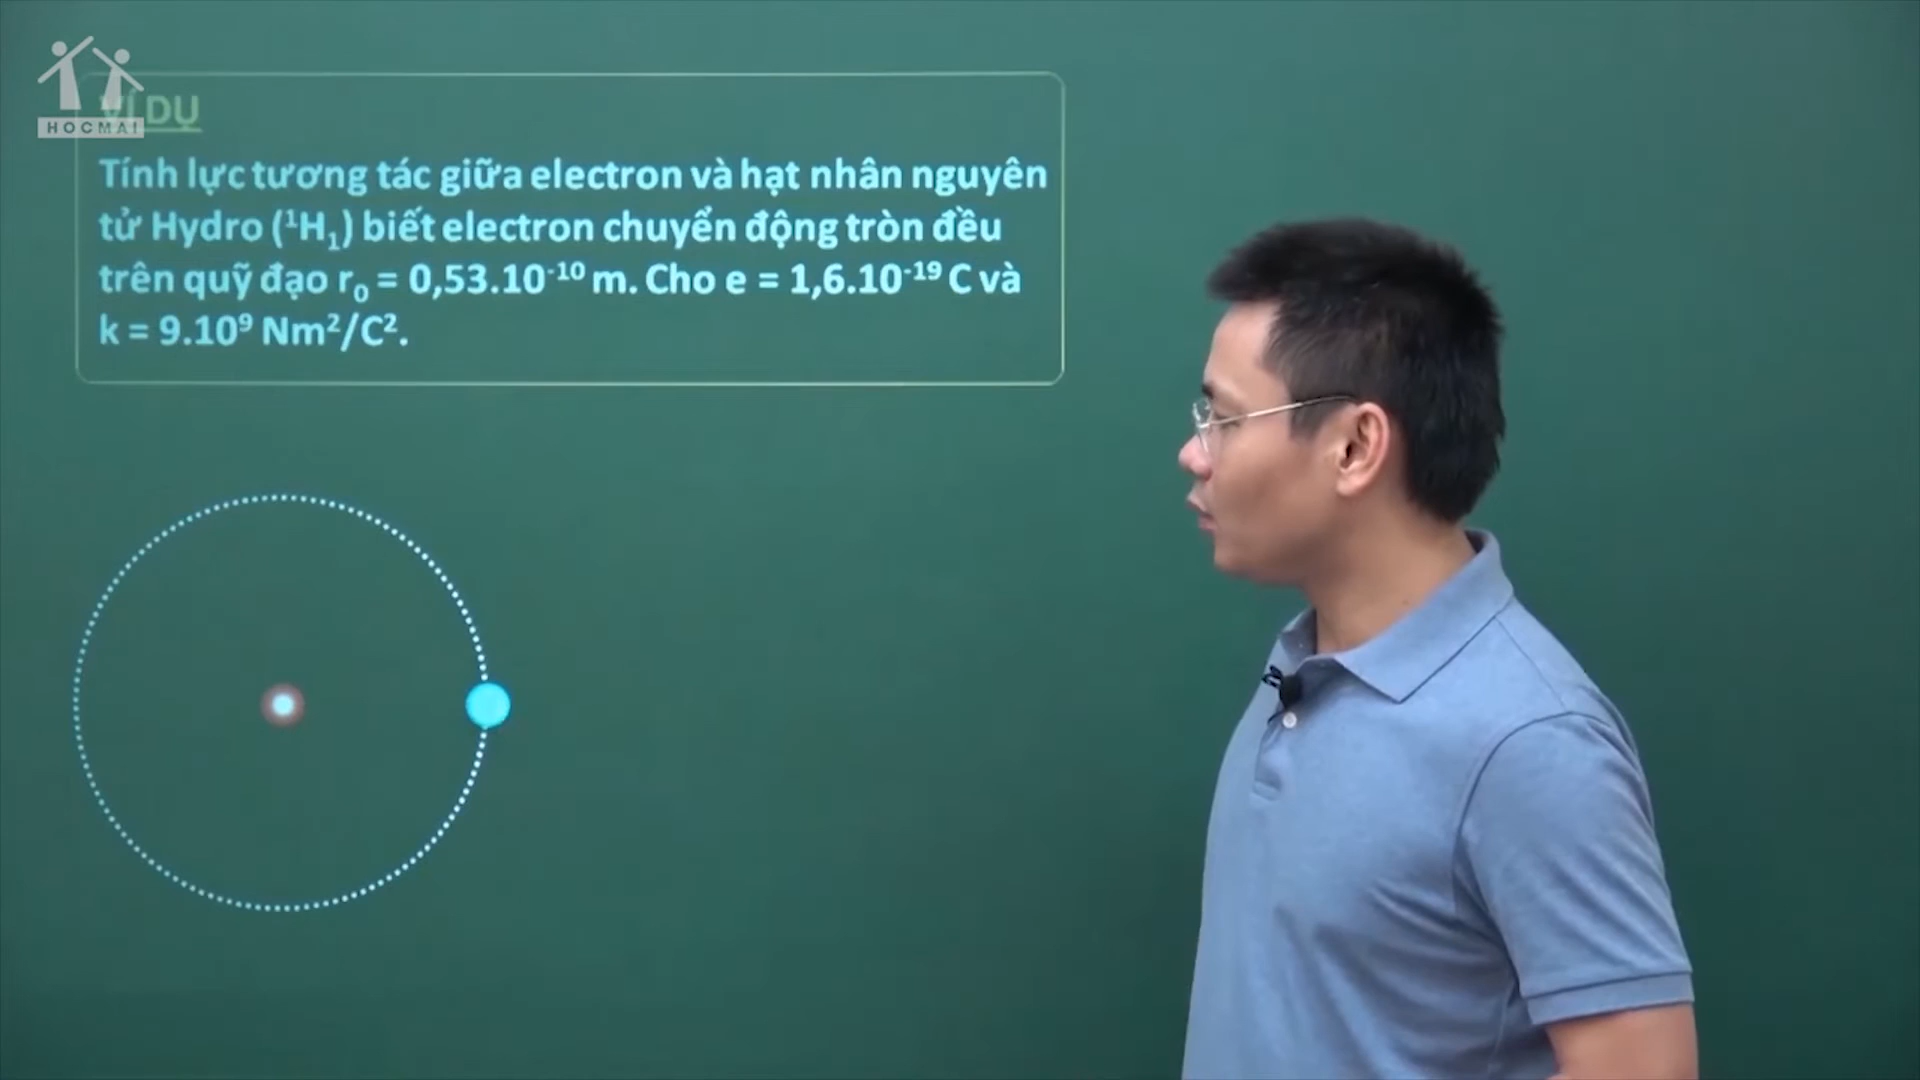 HOCMAI
VÍ DỤ
Tính lực tương tác giữa electron và hạt nhân nguyên
tử Hydro (¹H₁) biết electron chuyển động tròn đều
trên quỹ đạo r₀ = 0,53.10⁻¹⁰ m. Cho e = 1,6.10⁻¹⁹ C và
k = 9.10⁹ Nm²/C².